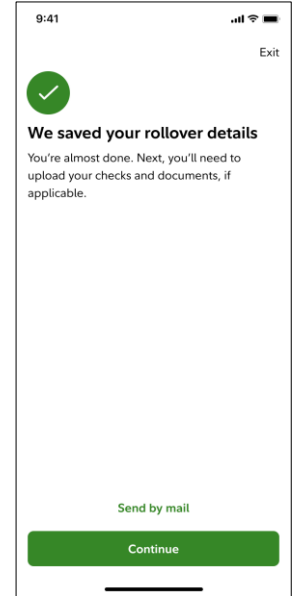 9:41
Exit
We saved your rollover details
You're almost done. Next, you'll need to
upload your checks and documents, if
applicable.
Send by mail
Continue